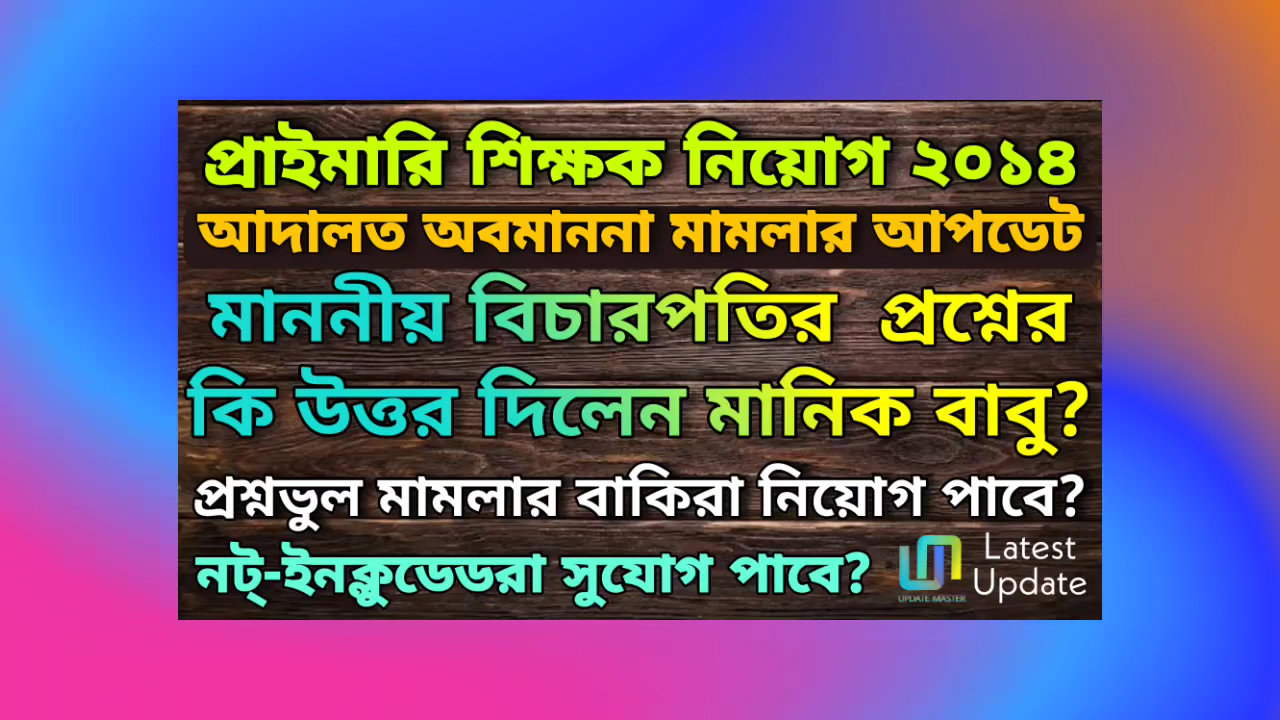 প্রাইমারি শিক্ষক নিয়োগ ২০১৪
আদালত অবমাননা মামলার আপডেট
মাননীয় বিচারপতির প্রশ্নের
কি উত্তর দিলেন মানিক বাবু?
প্রশ্নভুল মামলার বাকিরা নিয়োগ পাবে?
নট্-ইনক্লুডেডরা সুযোগ পাবে?
Latest
Update
UPDATE MASTER